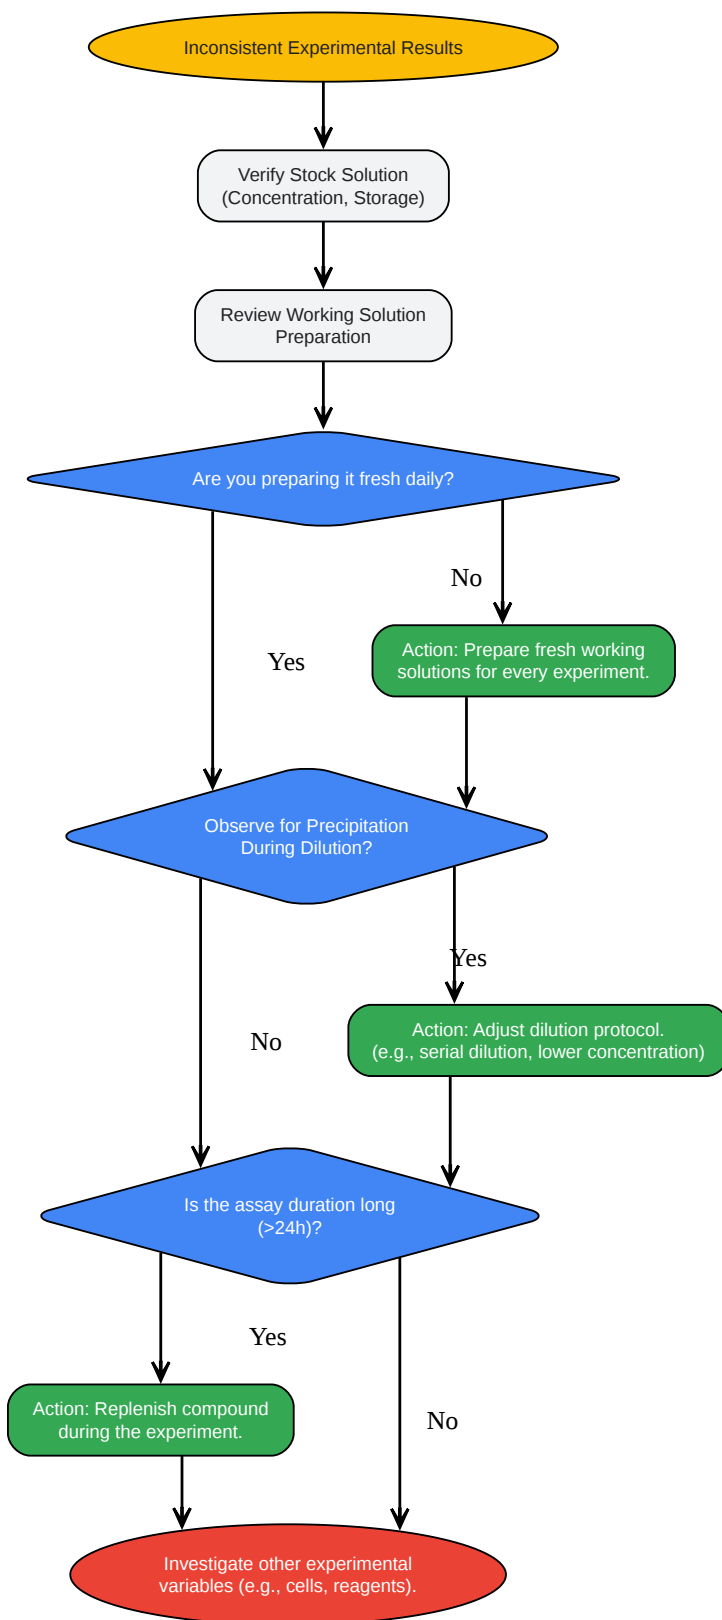 Inconsistent Experimental Results
Verify Stock Solution
(Concentration, Storage)
Review Working Solution
Preparation
Are you preparing it fresh daily?
No
Yes
Action: Prepare fresh working
solutions for every experiment.
Observe for Precipitation
During Dilution?
Yes
No
Action: Adjust dilution protocol.
(e.g., serial dilution, lower concentration)
Is the assay duration long
(>24h)?
Yes
No
Action: Replenish compound
during the experiment.
Investigate other experimental
variables (e.g., cells, reagents).